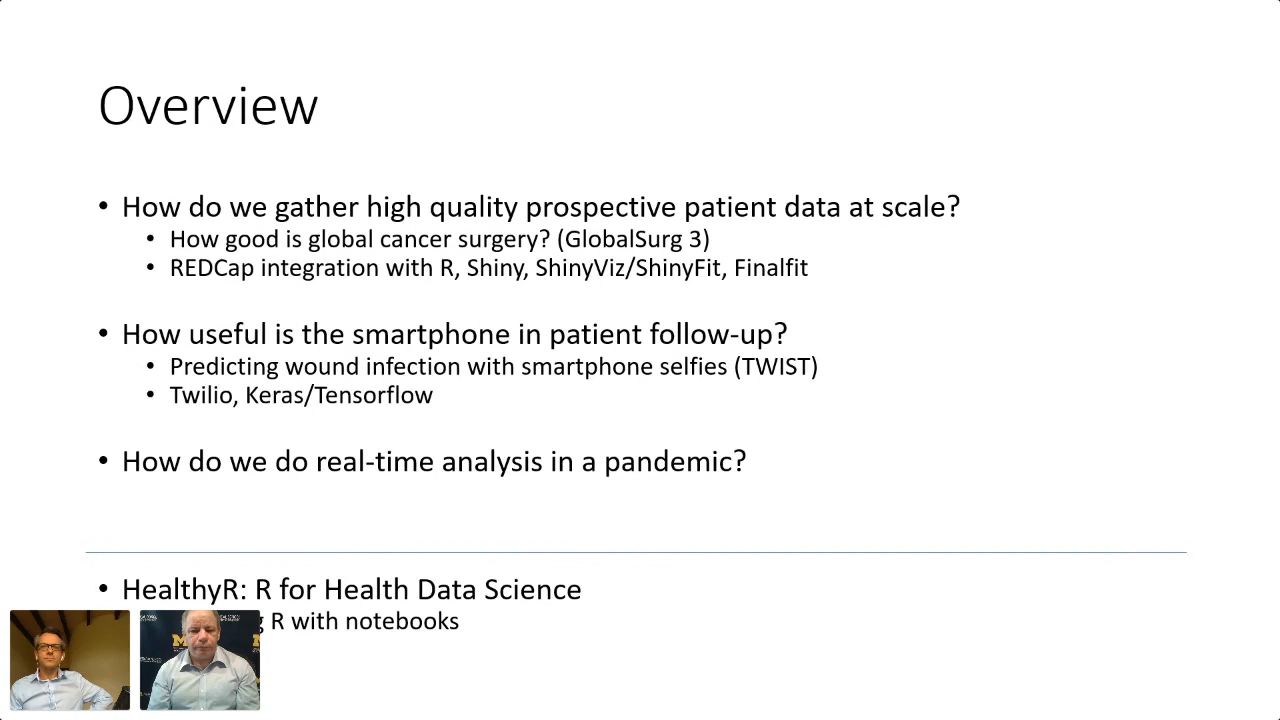 Overview
• How do we gather high quality prospective patient data at scale?
• How good is global cancer surgery? (GlobalSurg 3)
• REDCap integration with R, Shiny, ShinyViz/ShinyFit, Finalfit
• How useful is the smartphone in patient follow-up?
• Predicting wound infection with smartphone selfies (TWIST)
• Twilio, Keras/Tensorflow
• How do we do real-time analysis in a pandemic?
• HealthyR: R for Health Data Science
R with notebooks